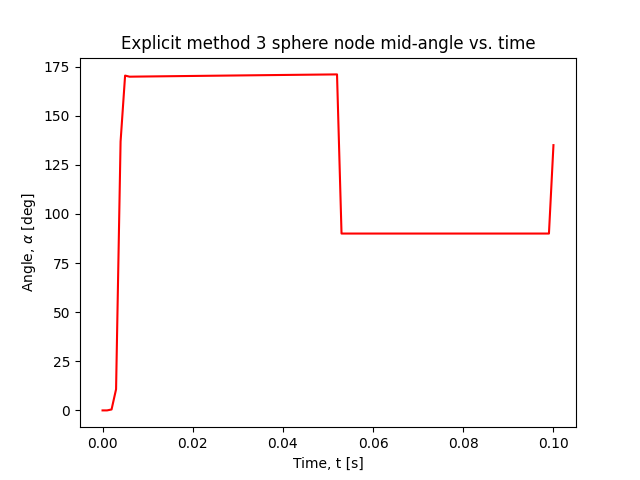 Explicit method 3 sphere node mid-angle vs. time
Angle, α [deg]
175
150
125
100
75
50
25
0
0.00 0.02 0.04 0.06 0.08 0.10
Time, t [s]